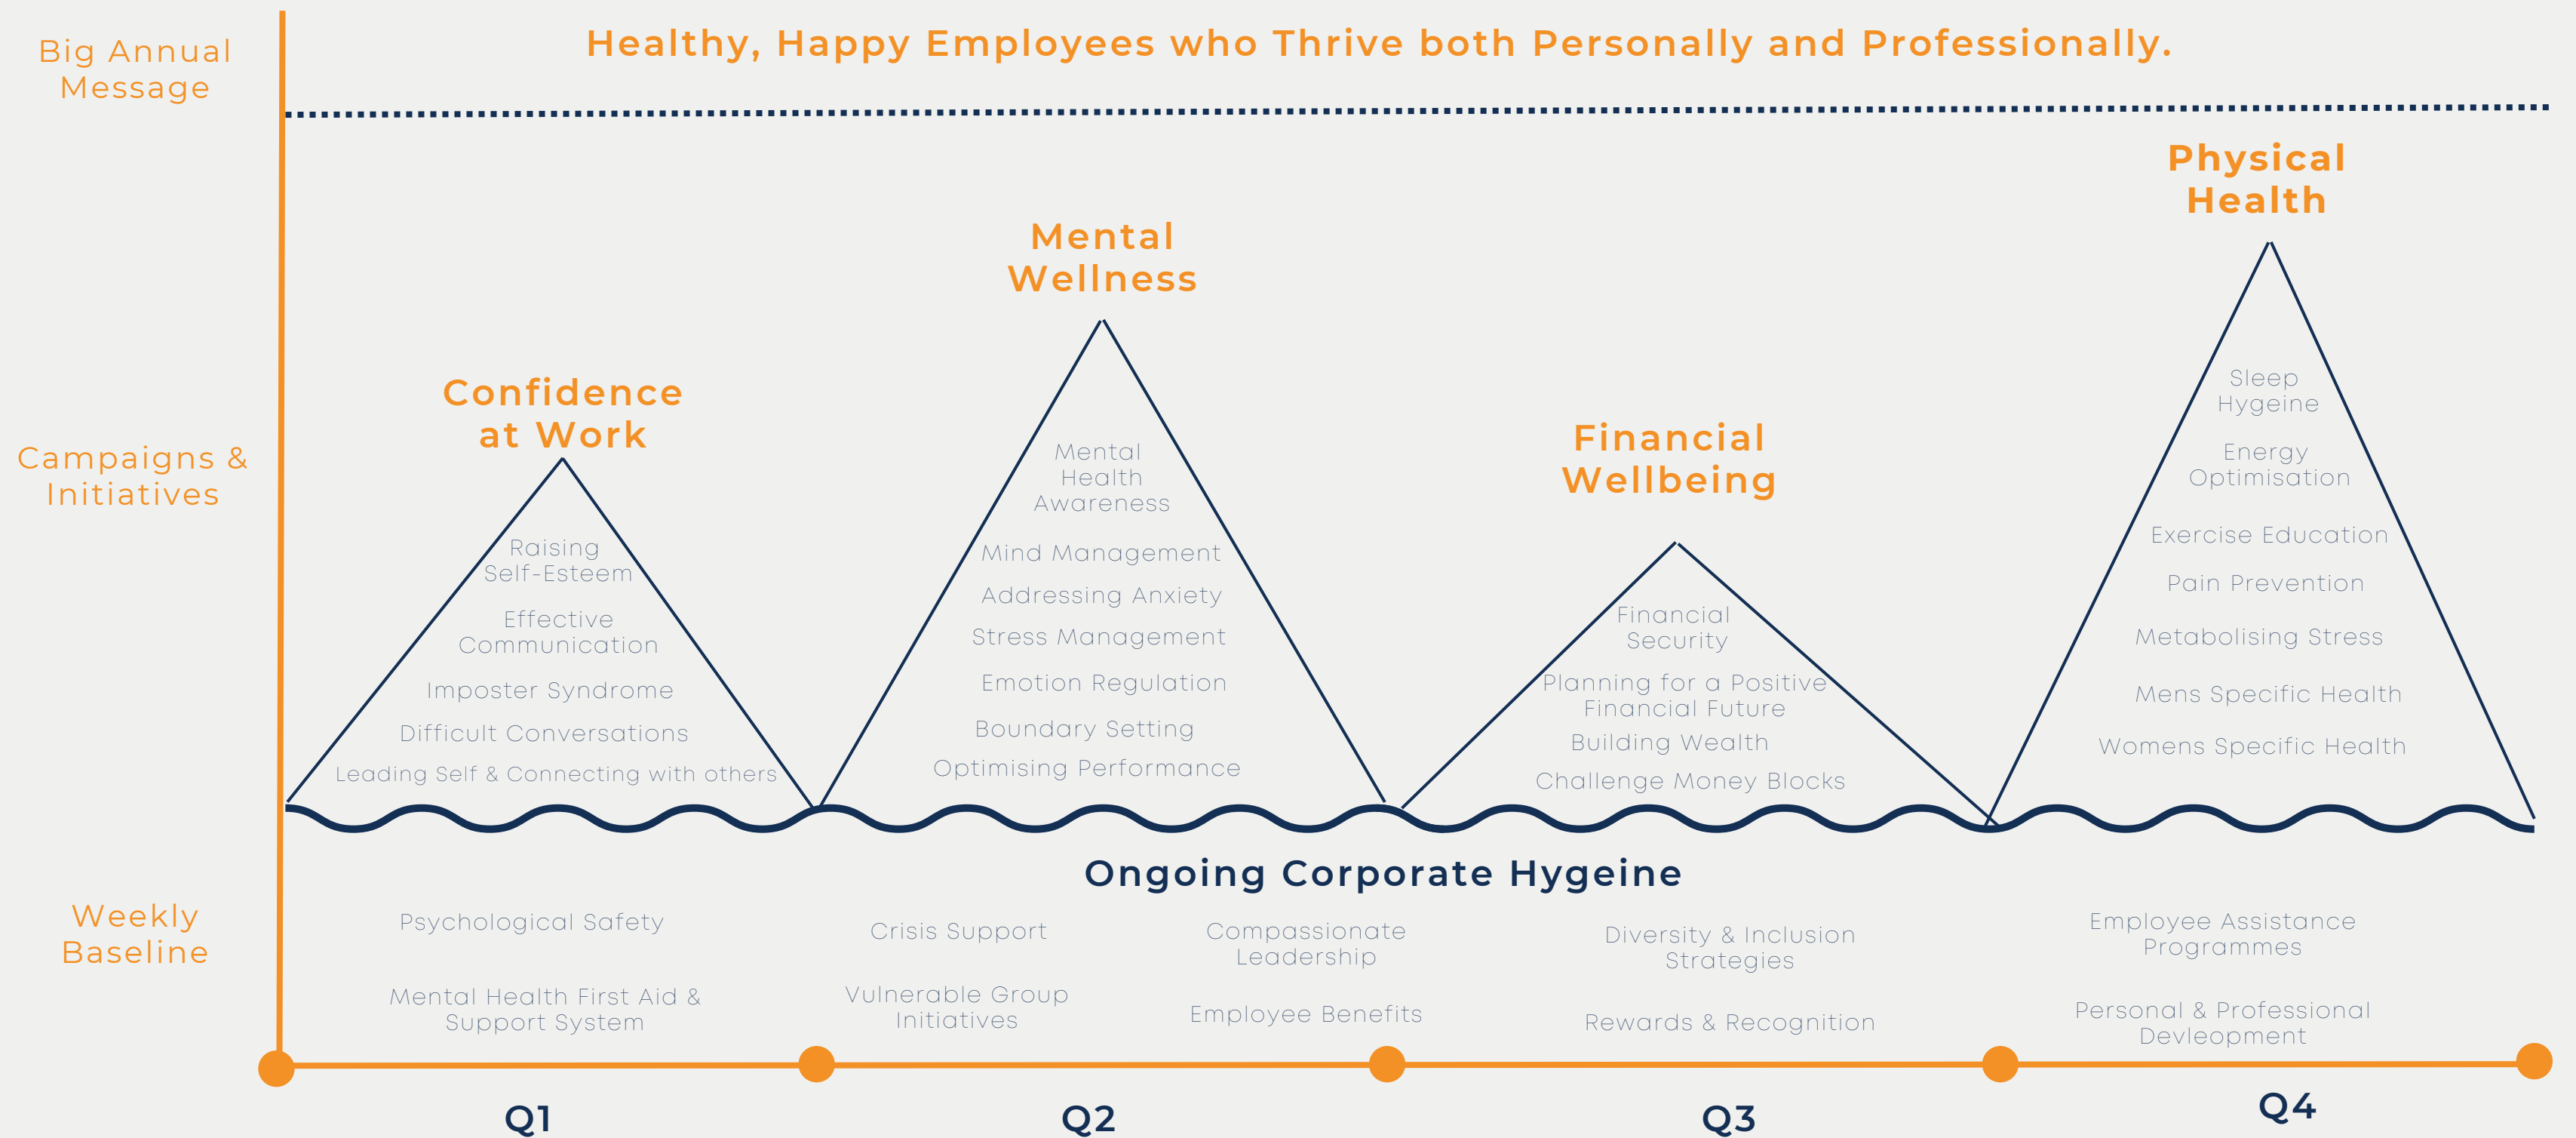 Big Annual
Message
Healthy, Happy Employees who Thrive both Personally and Professionally.
Campaigns &
Initiatives
Confidence
at Work
Raising
Self-Esteem
Effective
Communication
Imposter Syndrome
Difficult Conversations
Leading Self & Connecting with others
Mental
Wellness
Mental
Health
Awareness
Mind Management
Addressing Anxiety
Stress Management
Emotion Regulation
Boundary Setting
Optimising Performance
Financial
Wellbeing
Financial
Security
Planning for a Positive
Financial Future
Building Wealth
Challenge Money Blocks
Physical
Health
Sleep
Hygeine
Energy
Optimisation
Exercise Education
Pain Prevention
Metabolising Stress
Mens Specific Health
Womens Specific Health
Ongoing Corporate Hygeine
Weekly
Baseline
Psychological Safety
Mental Health First Aid &
Support System
Crisis Support
Vulnerable Group
Initiatives
Compassionate
Leadership
Employee Benefits
Diversity & Inclusion
Strategies
Rewards & Recognition
Employee Assistance
Programmes
Personal & Professional
Devleopment
Q1
Q2
Q3
Q4